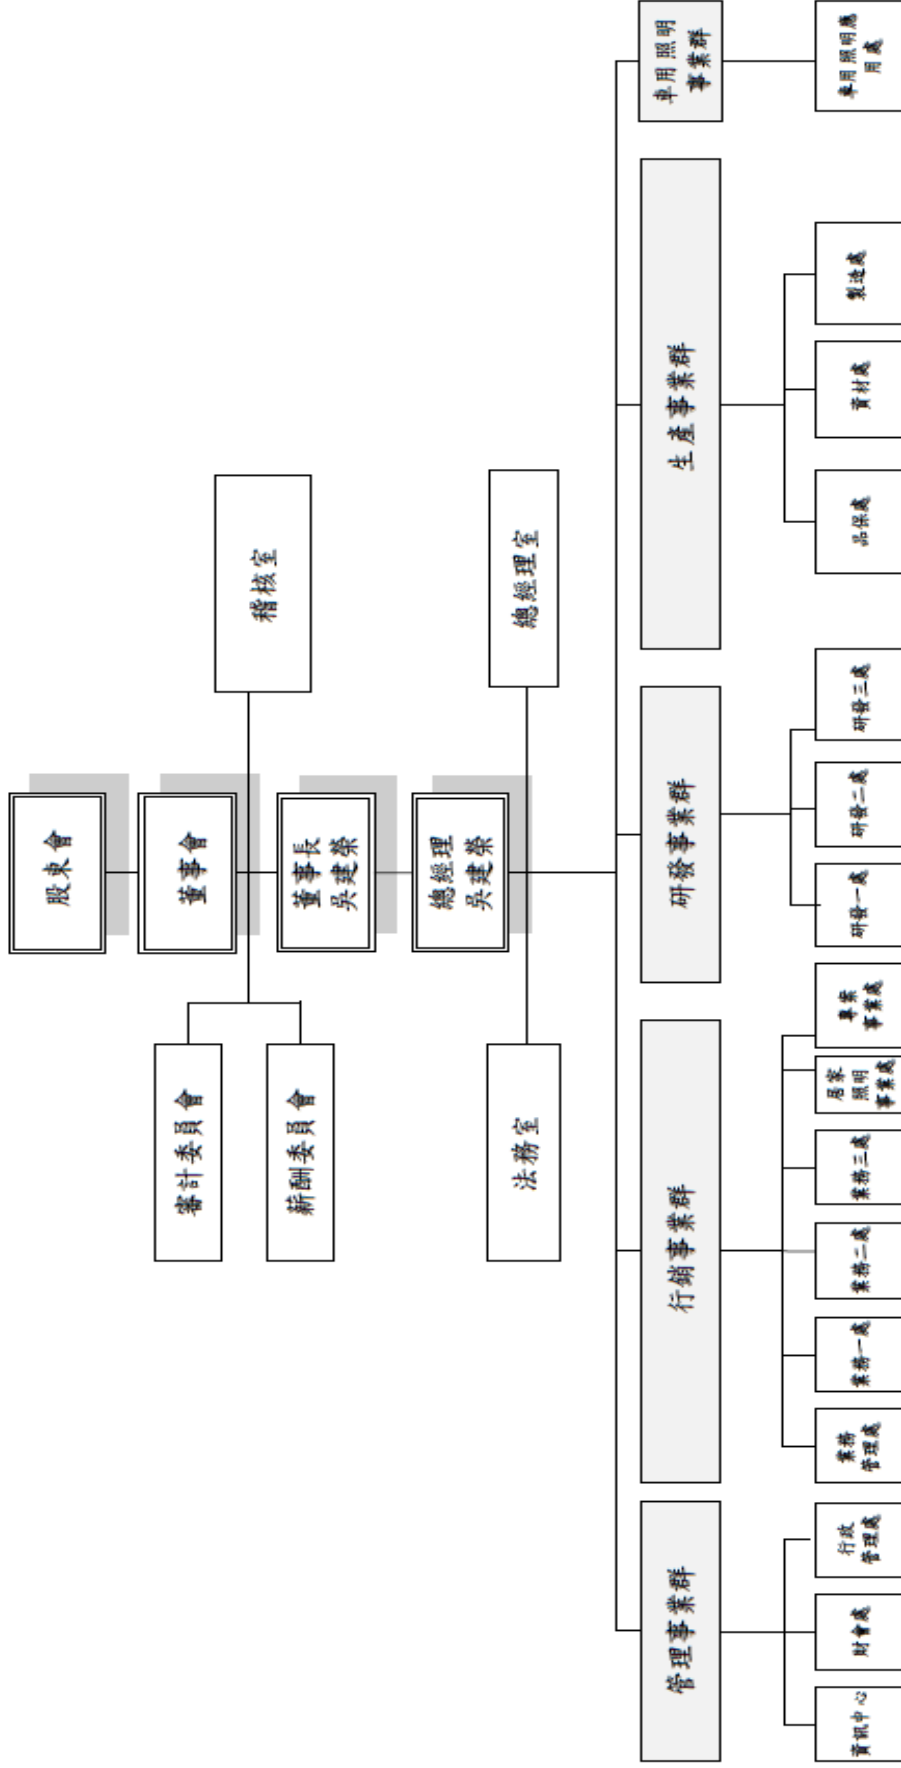 股東會
董事會
稽核室
審計委員會
薪酬委員會
董事長
吳建榮
總經理
吳建榮
法務室
總經理室
管理事業群
行銷事業群
研發事業群
生產事業群
車用照明
事業群
資訊中心
財會處
行政
管理處
業務
管理處
業務一處
業務二處
業務三處
居家
照明
事業處
專案
事業處
研發一處
研發二處
研發三處
品保處
資材處
製造處
車用照明應
用處